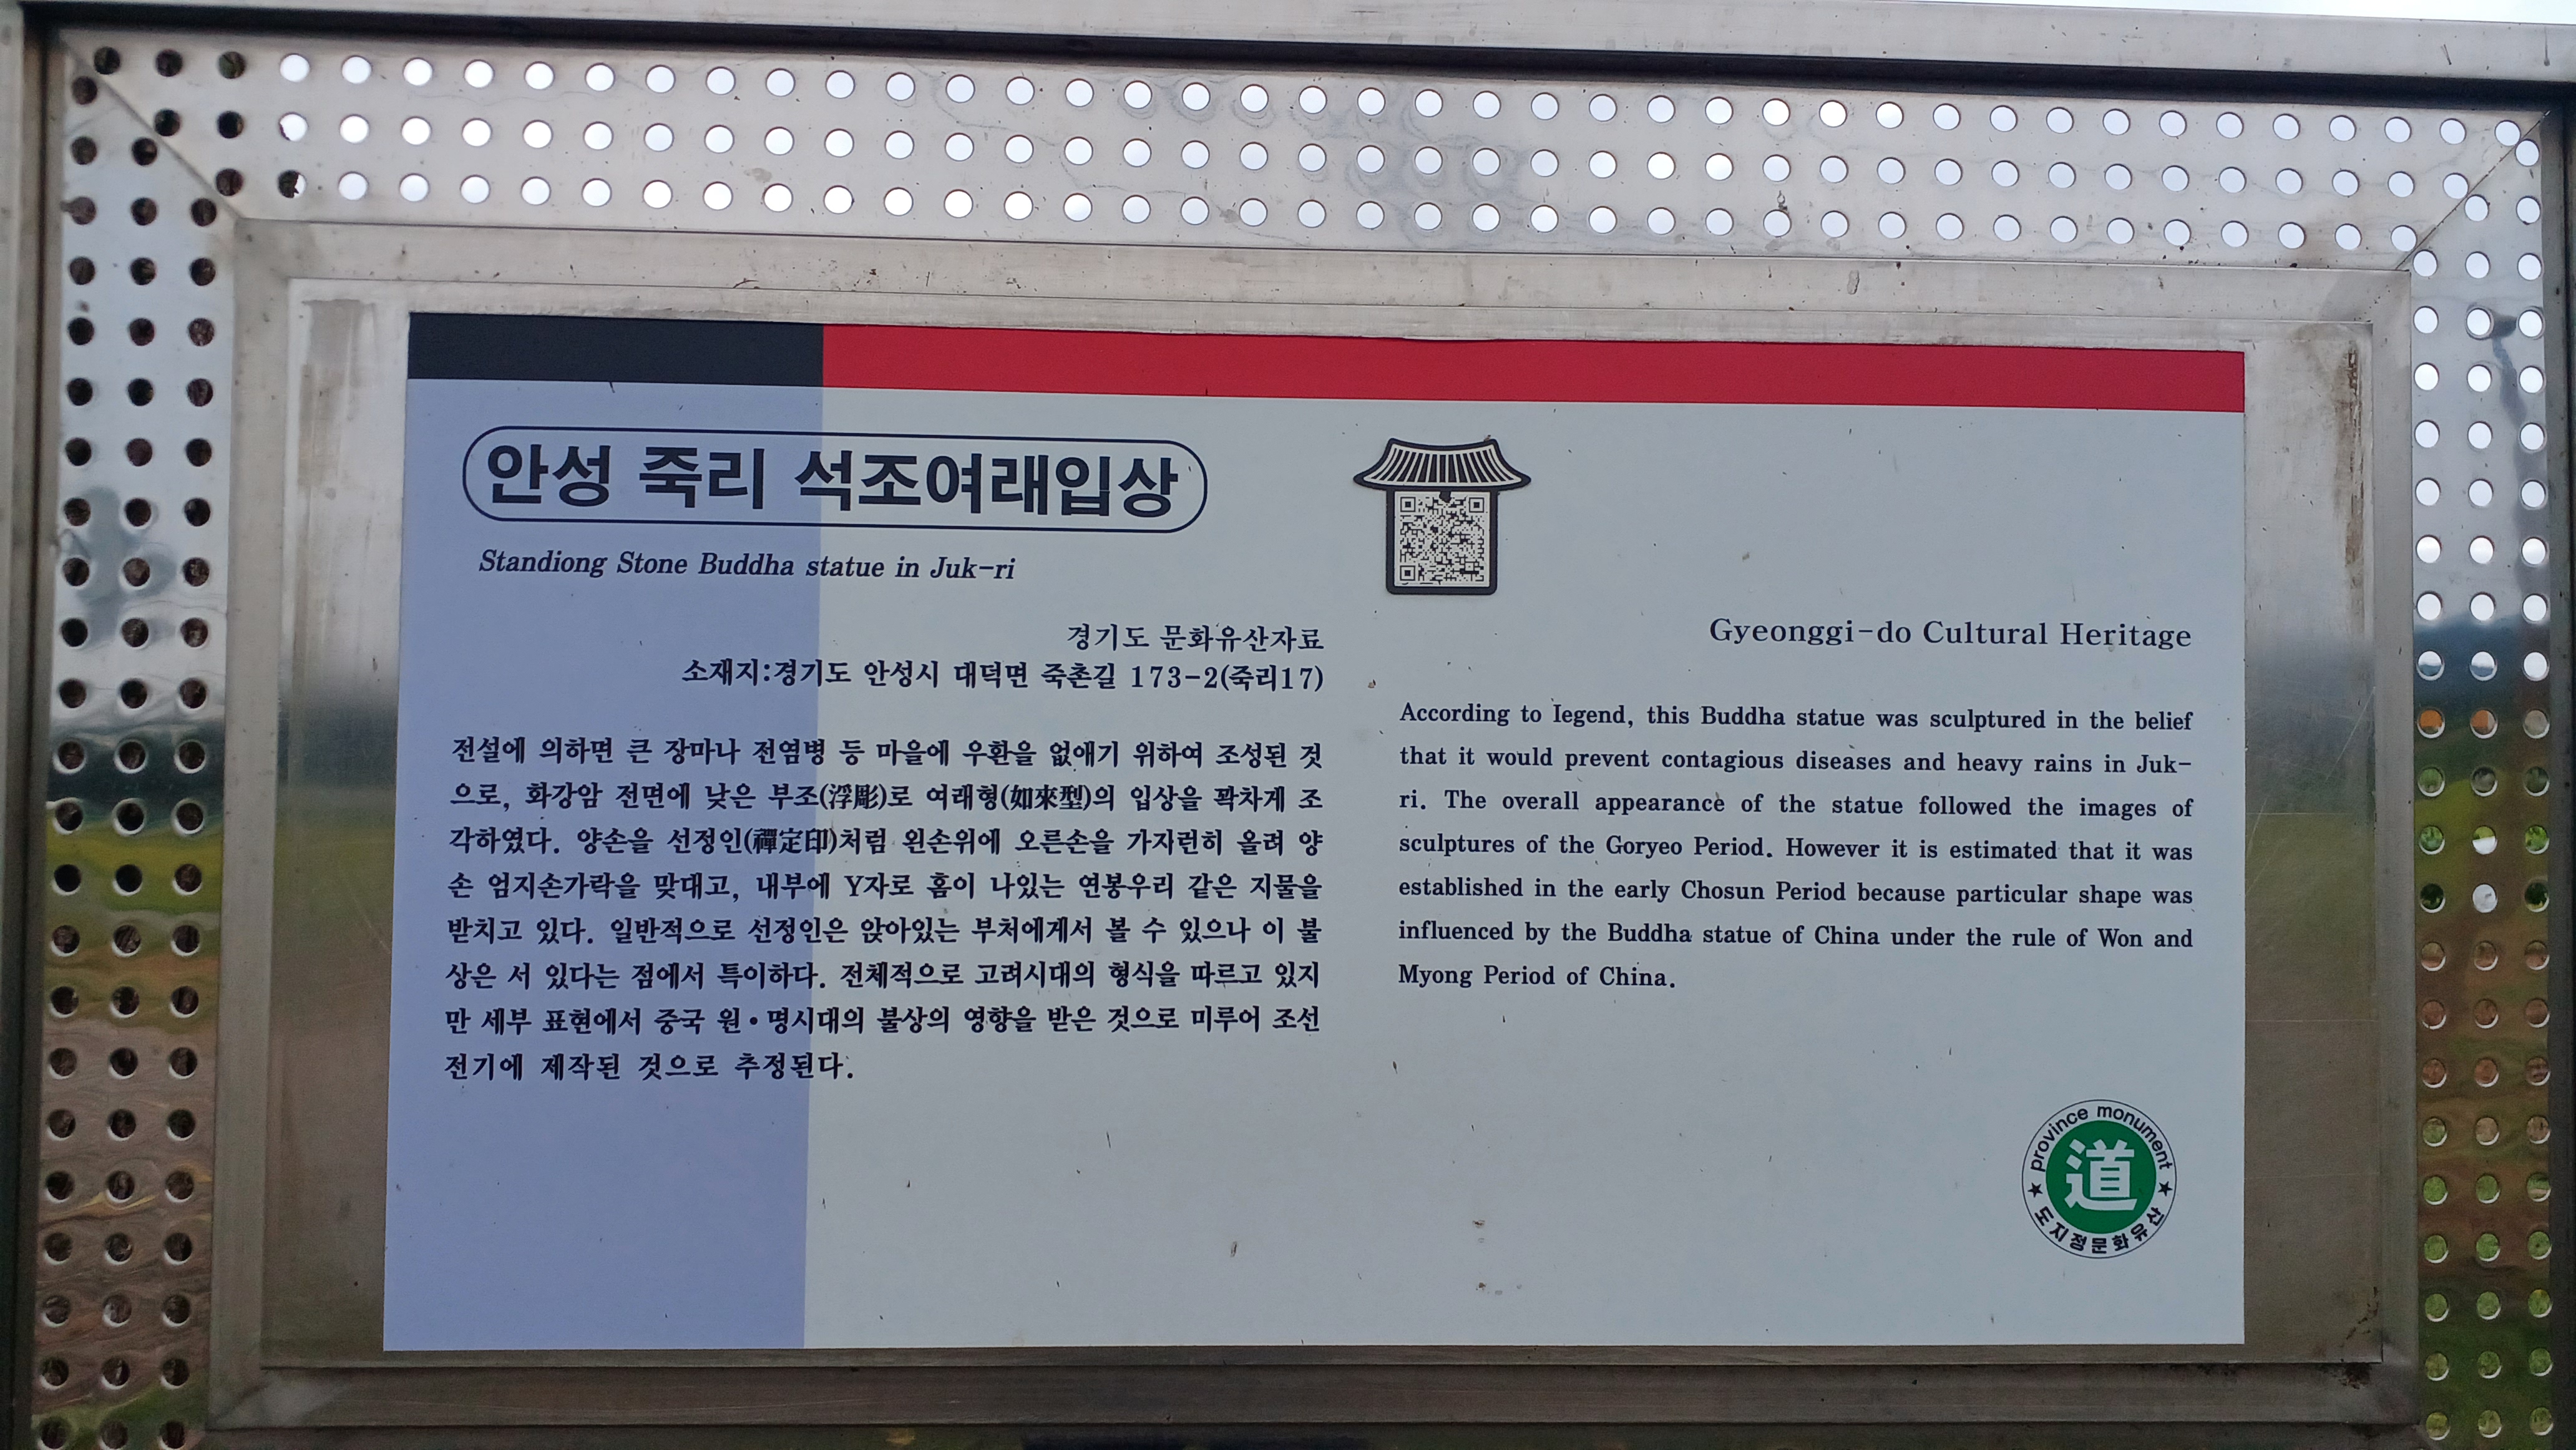 안성 죽리 석조여래입상
Standiong Stone Buddha statue in Juk-ri
경기도 문화유산자료
소재지:경기도 안성시 대덕면 죽촌길 173-2(죽리17)
전설에 의하면 큰 장마나 전염병 등 마을에 우환을 없애기 위하여 조성된 것
으로, 화강암 전면에 낮은 부조(浮彫)로 여래형(如來型)의 입상을 꽉차게 조
각하였다. 양손을 선정인(禪定印)처럼 왼손위에 오른손을 가자런히 올려 양
손 엄지손가락을 맞대고, 내부에 Y자로 홈이 나있는 연봉우리 같은 지물을
받치고 있다. 일반적으로 선정인은 앉아있는 부처에게서 볼 수 있으나 이 불
상은 서 있다는 점에서 특이하다. 전체적으로 고려시대의 형식을 따르고 있지
만 세부 표현에서 중국 원•명시대의 불상의 영향을 받은 것으로 미루어 조선
전기에 제작된 것으로 추정된다.
Gyeonggi-do Cultural Heritage
According to Iegend, this Buddha statue was sculptured in the belief
that it would prevent contagious diseases and heavy rains in Juk-
ri. The overall appearance of the statue followed the images of
sculptures of the Goryeo Period. However it is estimated that it was
established in the early Chosun Period because particular shape was
influenced by the Buddha statue of China under the rule of Won and
Myong Period of China.
province monument
道
★ 도지정문화유산 ★